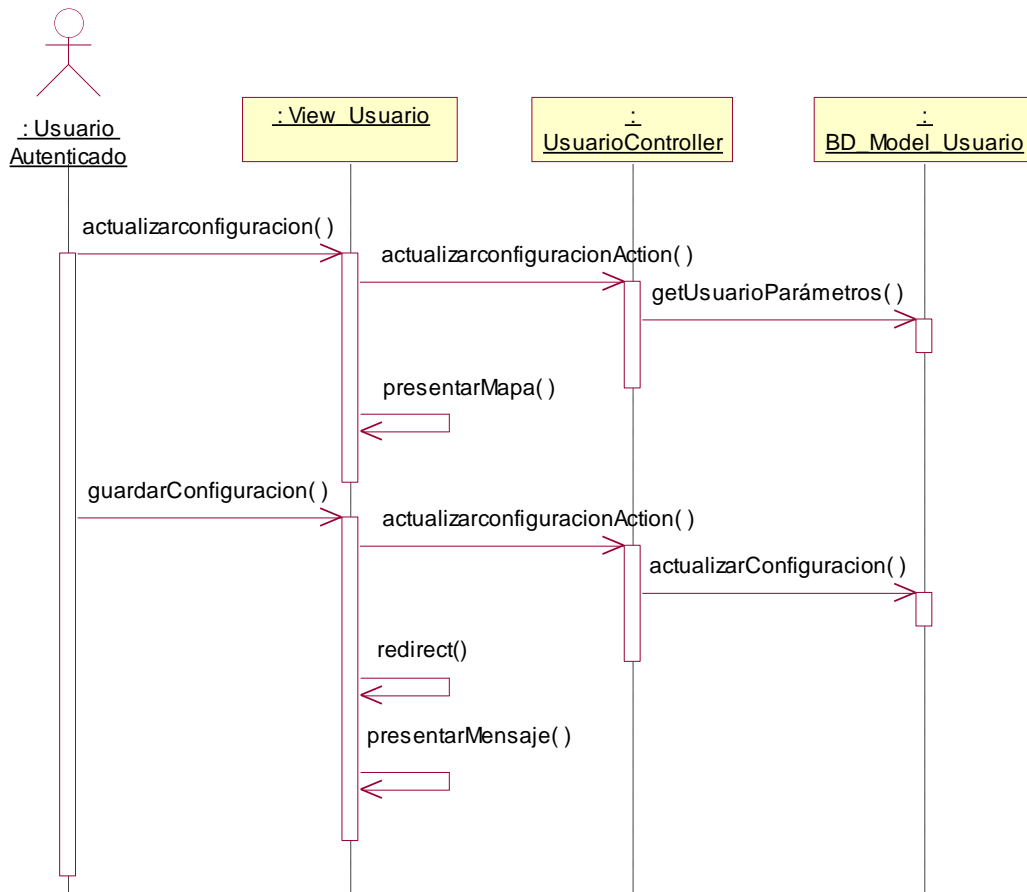 : Usuario
Autenticado
: View_Usuario
:
UsuarioController
:
BD_Model_Usuario
actualizarconfiguracion( )
actualizarconfiguracionAction( )
getUsuarioParámetros( )
presentarMapa( )
guardarConfiguracion( )
actualizarconfiguracionAction( )
actualizarConfiguracion( )
redirect()
presentarMensaje( )